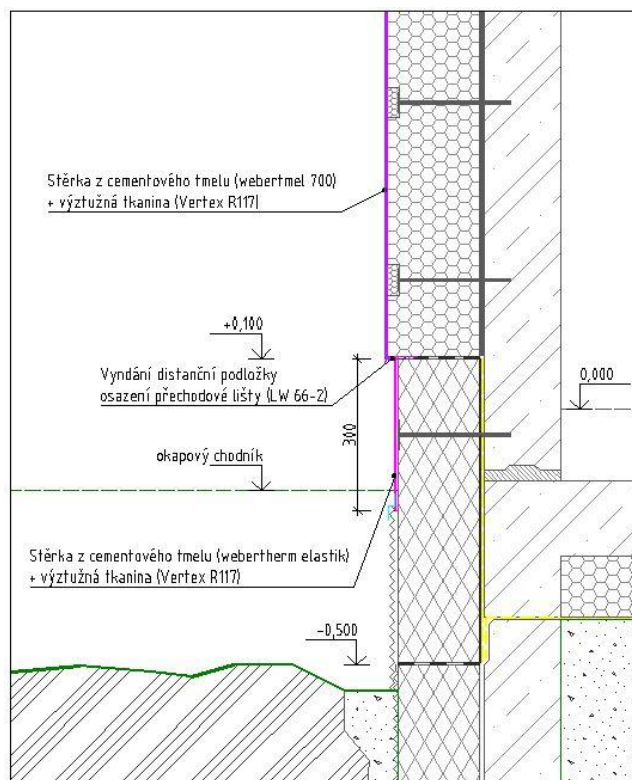 Stěrka z cementového tmelu (webertmel 700)
+ výztužná tkanina (Vertex R117)
+0,100
Vyndání distanční podložky
osazení přechodové lišty (LW 66-2)
0,000
300
okapový chodník
Stěrka z cementového tmelu (webertherm elastik)
+ výztužná tkanina (Vertex R117)
-0,500